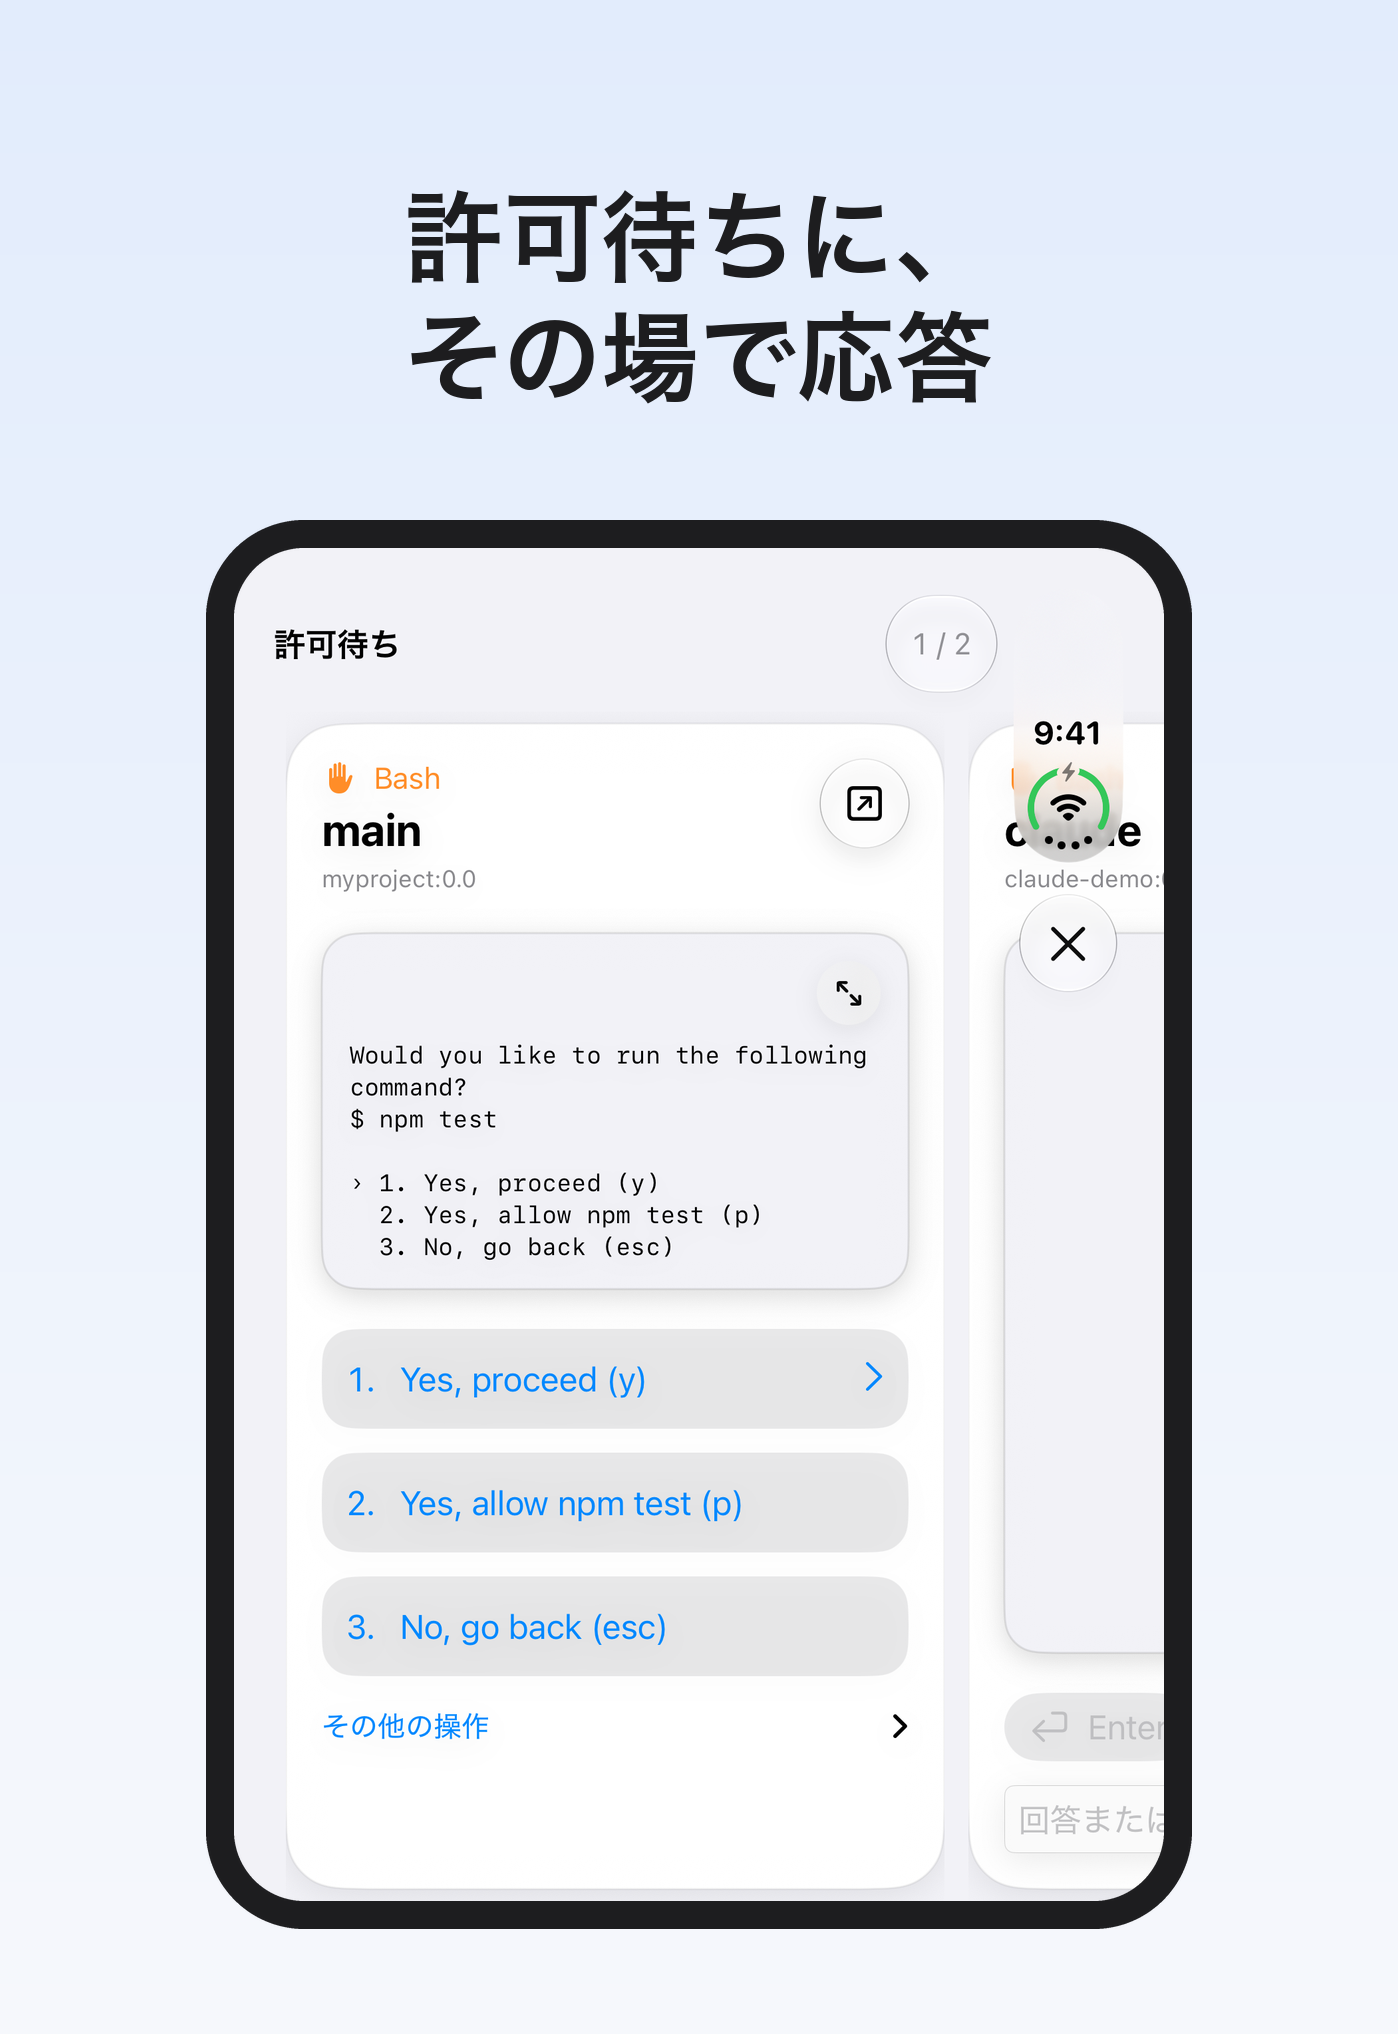 許可待ちに、
その場で応答
許可待ち
1 / 2
9:41
Bash
main
myproject:0.0
claude-demo:
Would you like to run the following
command?
$ npm test
› 1. Yes, proceed (y)
2. Yes, allow npm test (p)
3. No, go back (esc)
1. Yes, proceed (y)
2. Yes, allow npm test (p)
3. No, go back (esc)
その他の操作
Enter
回答または